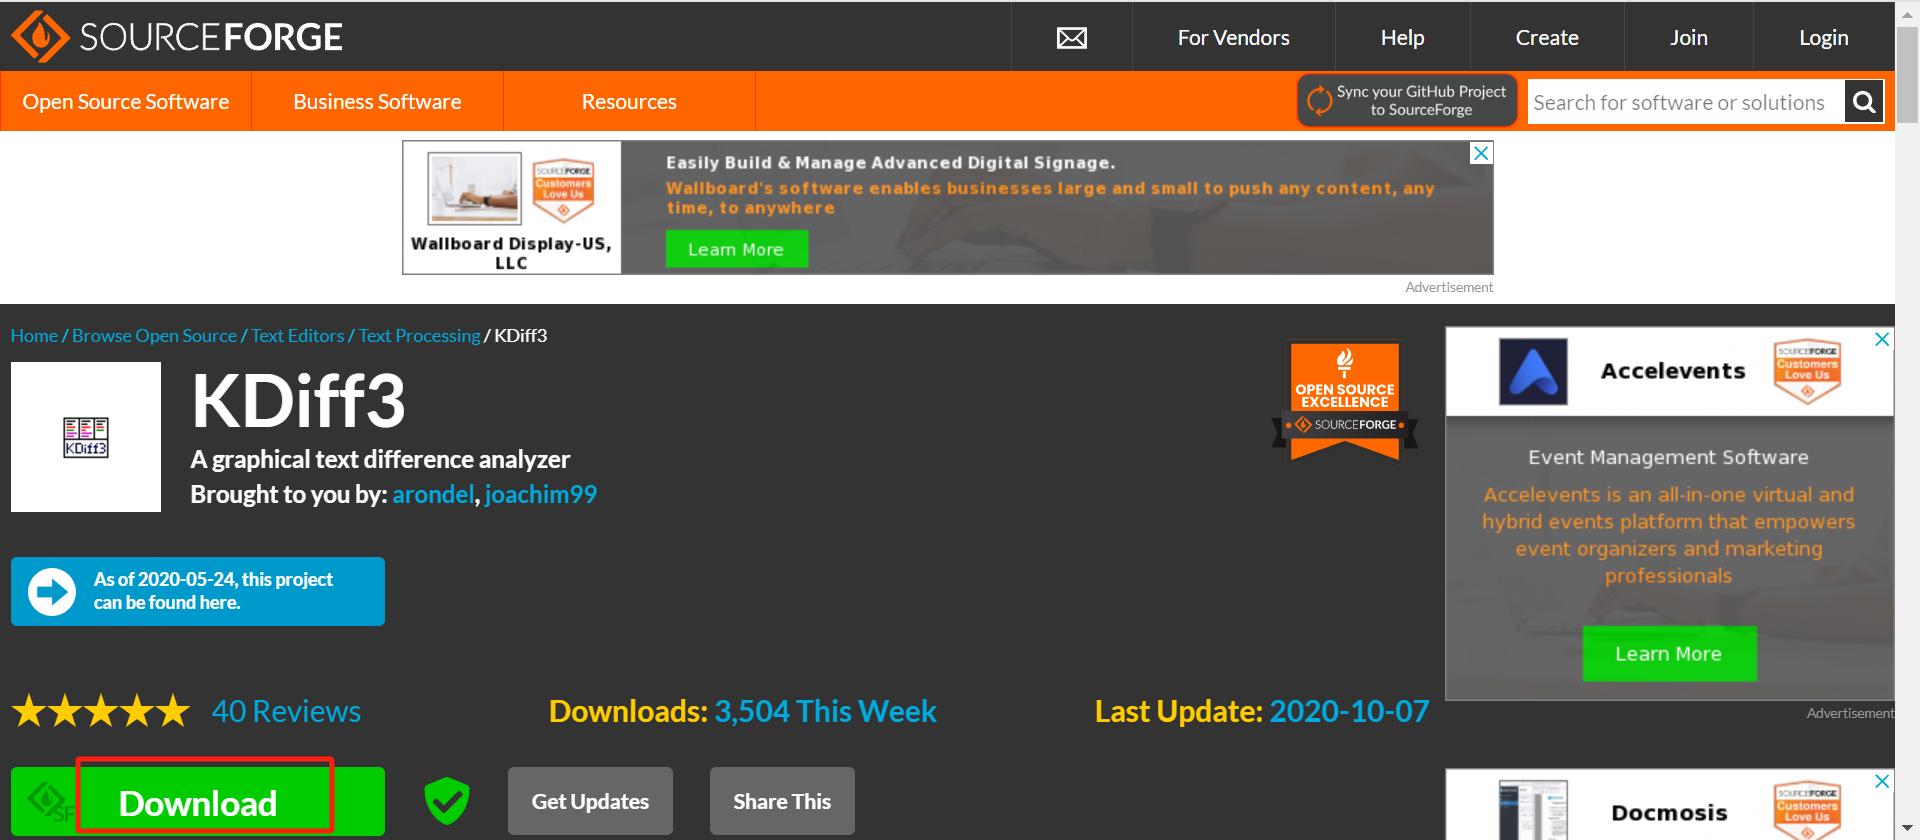 SOURCEFORGE
For Vendors
Help
Create
Join
Login
Open Source Software
Business Software
Resources
Sync your GitHub Project
to SourceForge
Search for software or solutions
SOURCEFORGE
Customers
Love Us
Wallboard Display-US,
LLC
Easily Build & Manage Advanced Digital Signage.
Wallboard's software enables businesses large and small to push any content, any
time, to anywhere
Learn More
Advertisement
Home / Browse Open Source / Text Editors / Text Processing / KDiff3
KDiff3
KDiff3
A graphical text difference analyzer
Brought to you by: arondel, joachim99
OPEN SOURCE
EXCELLENCE
SOURCEFORGE
Accelevents
SOURCEFORGE
Customers
Love Us
Event Management Software
Accelevents is an all-in-one virtual and
hybrid events platform that empowers
event organizers and marketing
professionals
Learn More
Advertisement
As of 2020-05-24, this project
can be found here.
40 Reviews
Downloads: 3,504 This Week
Last Update: 2020-10-07
SF
Download
Get Updates
Share This
Docmosis
SOURCEFORGE
Customers
Love Us